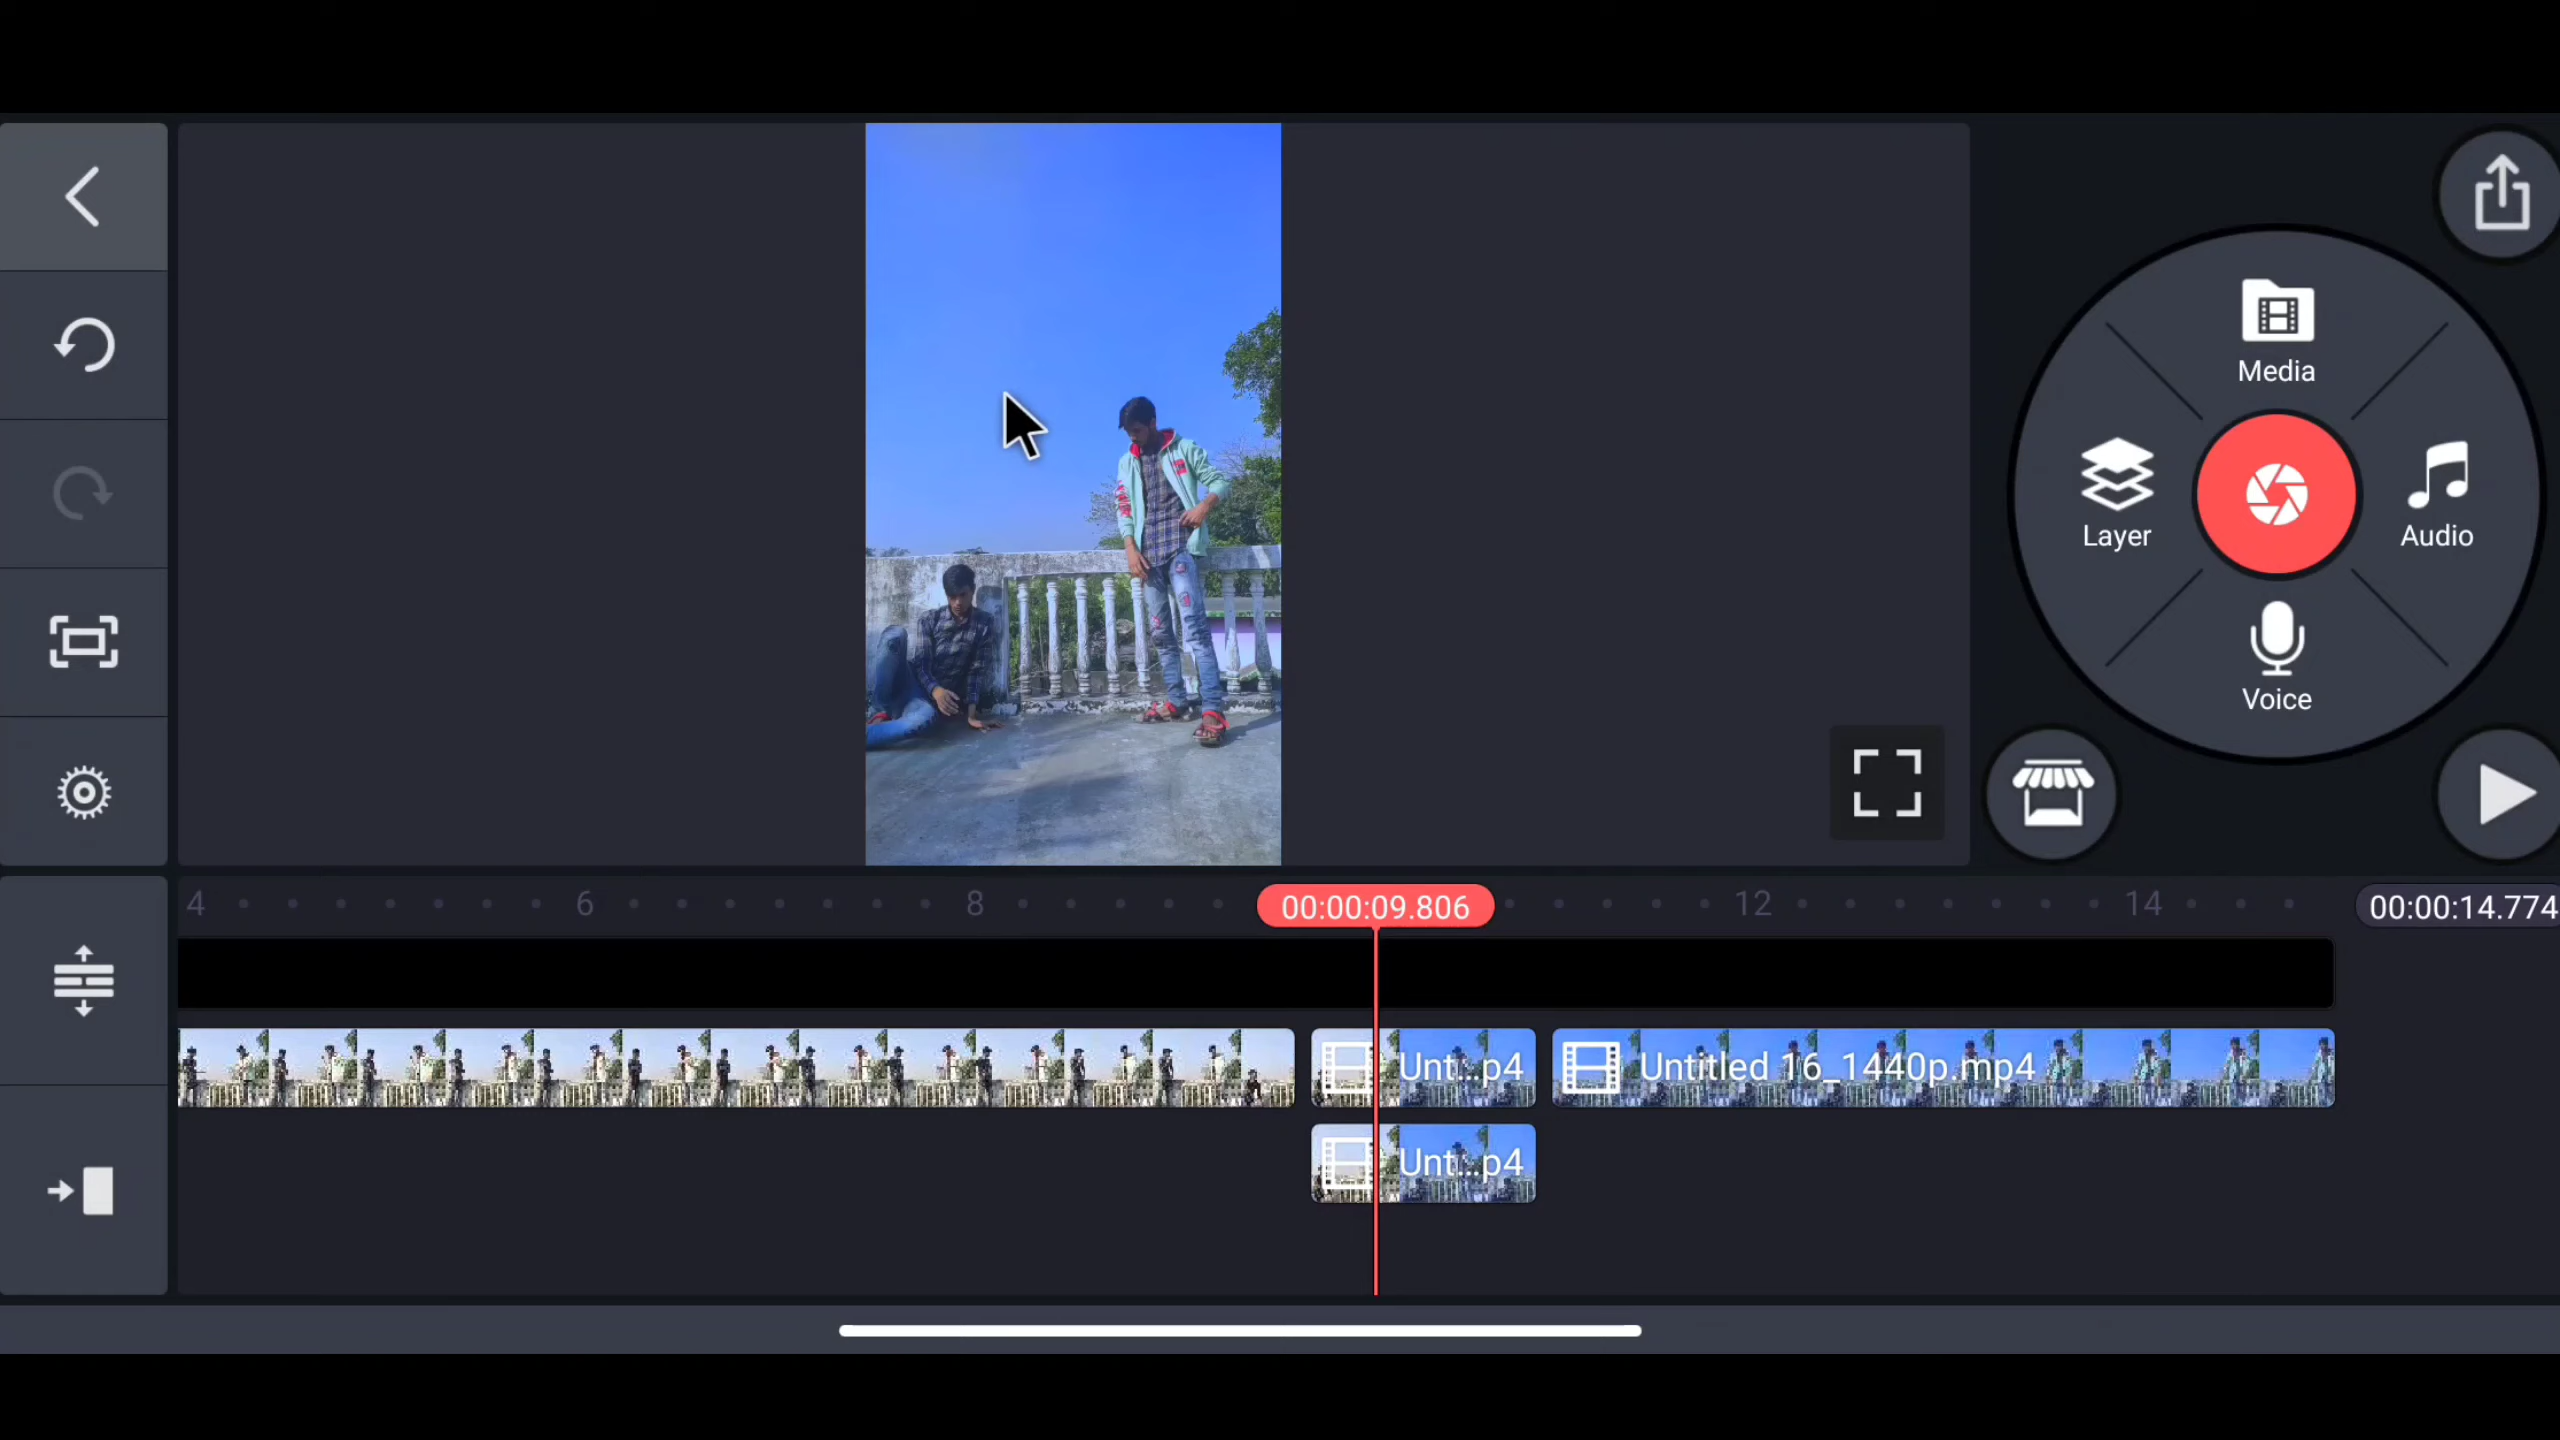 Media
Layer
Audio
Voice
4
6
8
00:00:09.806
12
14
00:00:14.774
Unt...p4
Untitled 16_1440p.mp4
Unt...p4